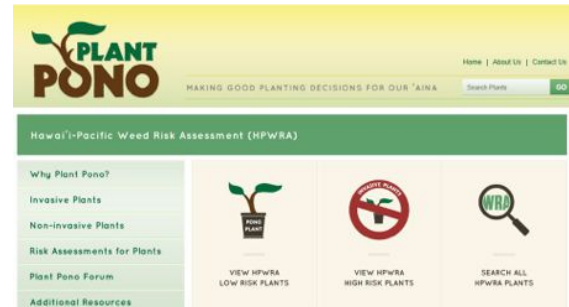 PLANT
PONO
Home | About Us | Contact Us
MAKING GOOD PLANTING DECISIONS FOR OUR ʻAINA
Search Plants
GO
Hawaiʻi-Pacific Weed Risk Assessment (HPWRA)
Why Plant Pono?
Invasive Plants
Non-invasive Plants
Risk Assessments for Plants
Plant Pono Forum
Additional Resources
PONO
PLANT
VIEW HPWRA
LOW RISK PLANTS
INVASIVE PLANTS
VIEW HPWRA
HIGH RISK PLANTS
WRA
SEARCH ALL
HPWRA PLANTS